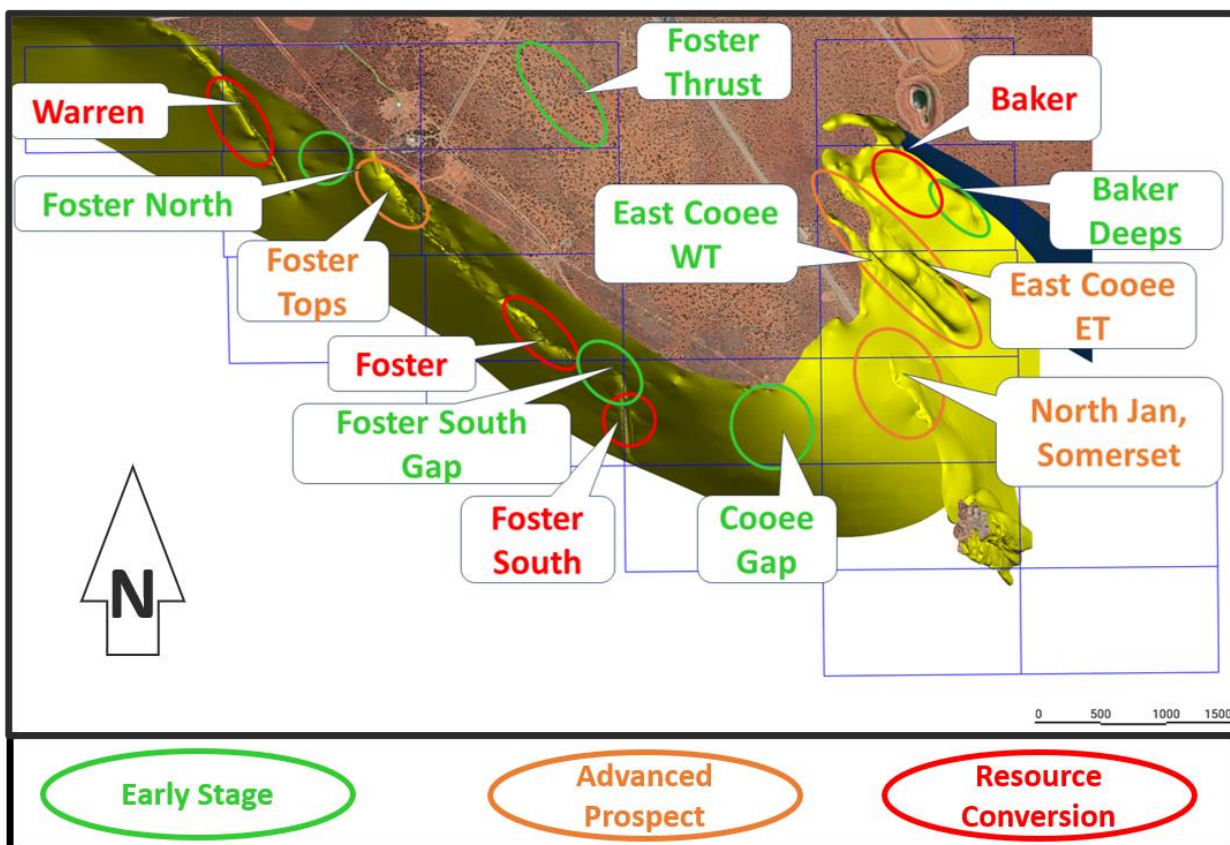 Foster
Thrust
Warren
Baker
Foster North
East Cooee
WT
Baker
Deeps
Foster
Tops
East Cooee
ET
Foster
Foster South
Gap
North Jan,
Somerset
Foster
South
Cooee
Gap
N
0 500 1000 1500
Early Stage
Advanced
Prospect
Resource
Conversion